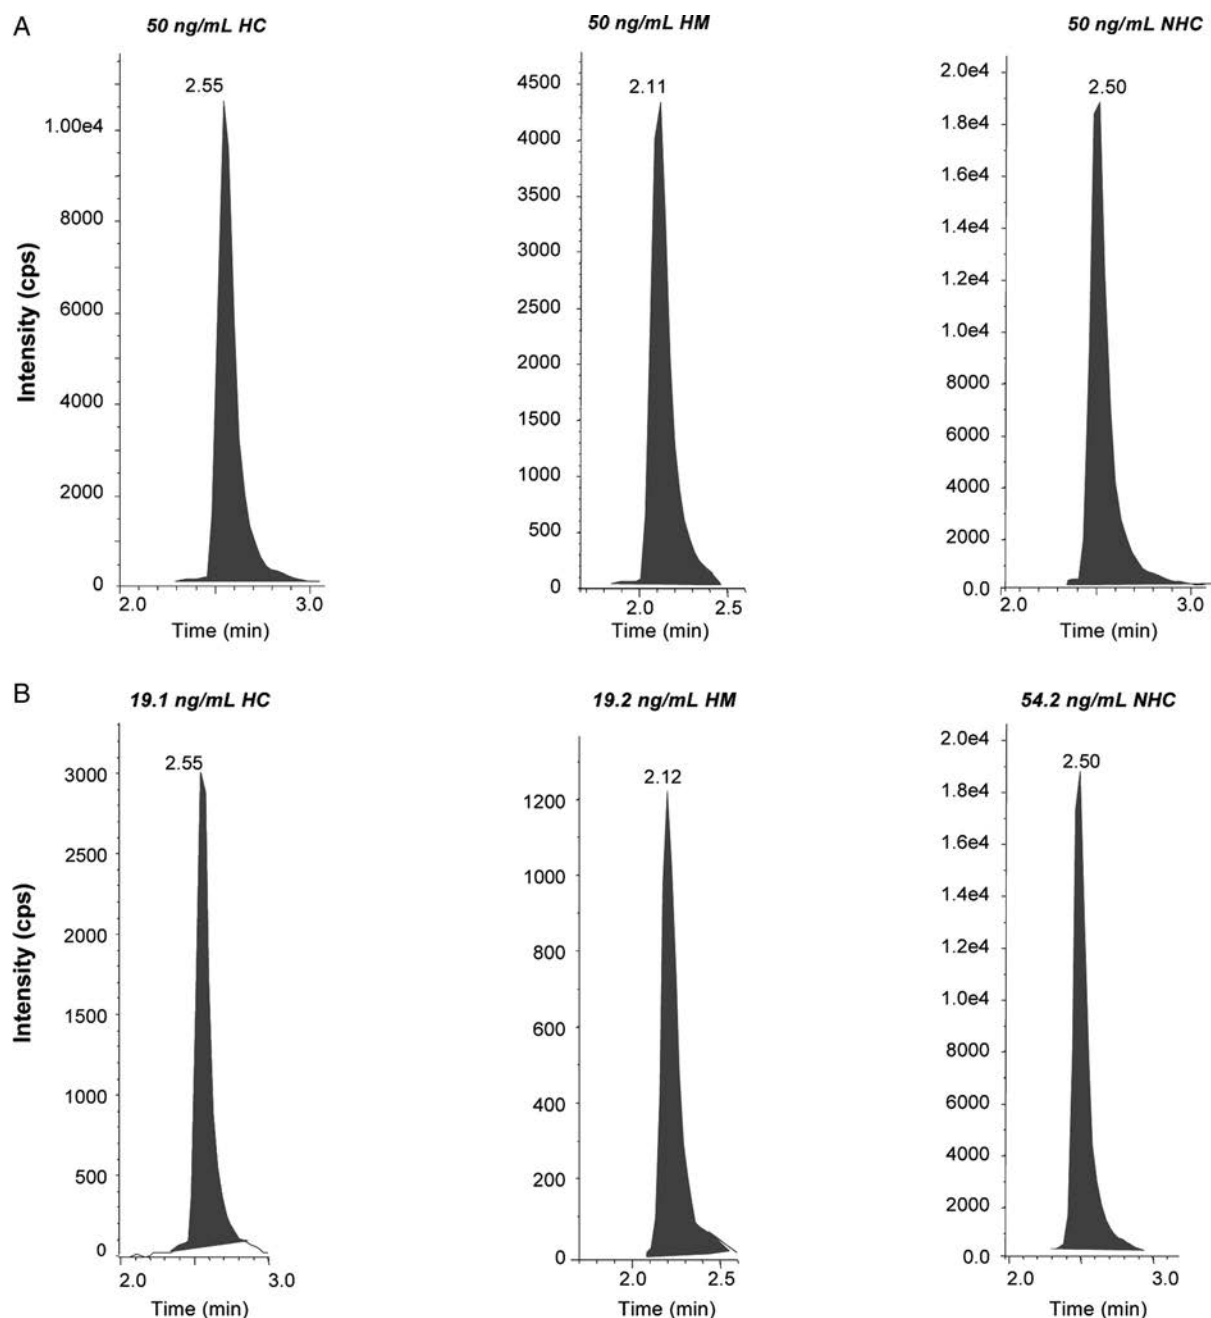 A
50 ng/mL HC
50 ng/mL HM
50 ng/mL NHC
Intensity (cps)
2.55
1.00e4
8000
6000
4000
2000
0
2.0
3.0
Time (min)
2.11
4500
4000
3500
3000
2500
2000
1500
1000
500
0
2.0
2.5
Time (min)
2.50
2.0e4
1.8e4
1.6e4
1.4e4
1.2e4
1.0e4
8000
6000
4000
2000
0.0
2.0
3.0
Time (min)
B
19.1 ng/mL HC
19.2 ng/mL HM
54.2 ng/mL NHC
Intensity (cps)
2.55
3000
2500
2000
1500
1000
500
0
2.0
3.0
Time (min)
2.12
1200
1000
800
600
400
200
0
2.0
2.5
Time (min)
2.50
2.0e4
1.8e4
1.6e4
1.4e4
1.2e4
1.0e4
8000
6000
4000
2000
0.0
2.0
3.0
Time (min)